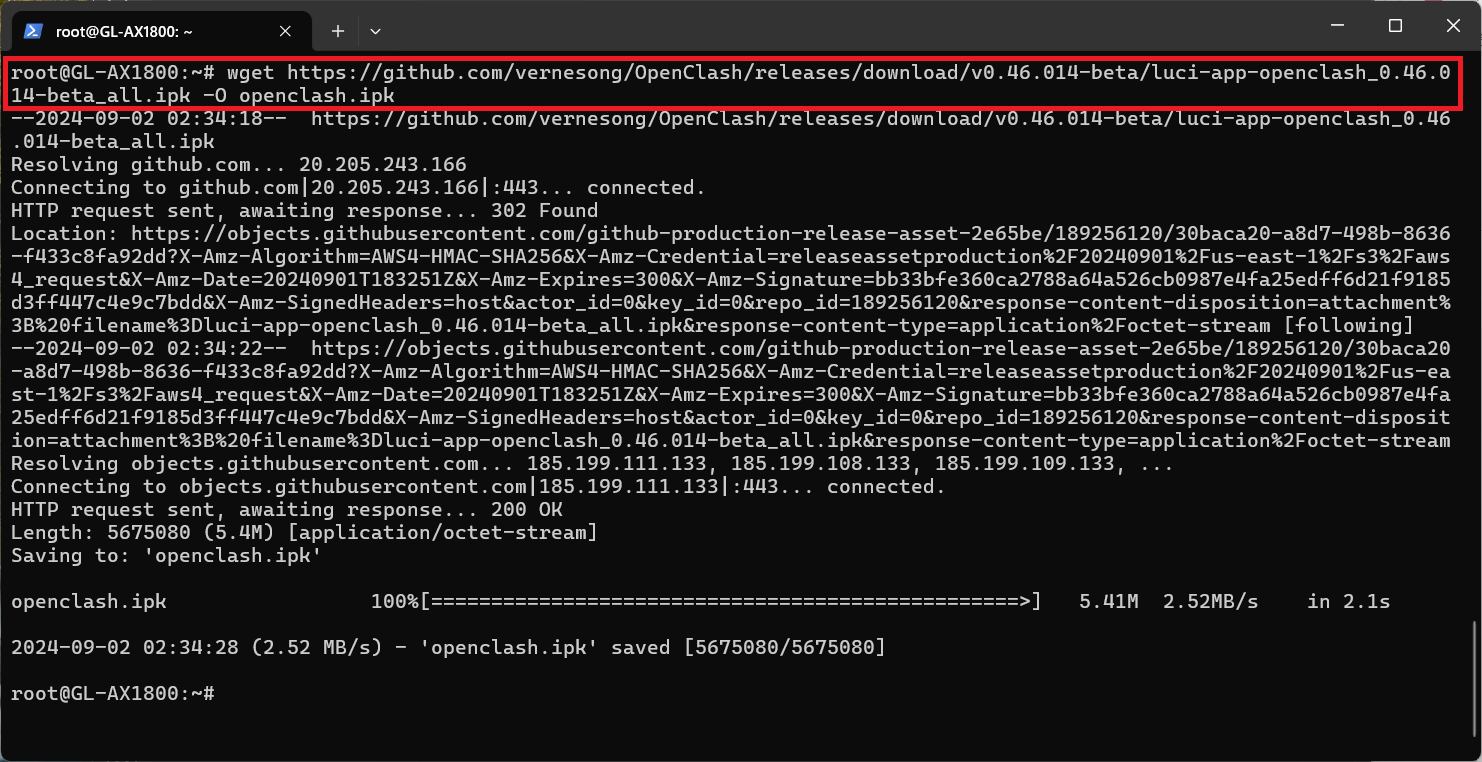 root@GL-AX1800: ~
root@GL-AX1800:~# wget https://github.com/vernesong/OpenClash/releases/download/v0.46.014-beta/luci-app-openclash_0.46.0
14-beta_all.ipk -O openclash.ipk
--2024-09-02 02:34:18--  https://github.com/vernesong/OpenClash/releases/download/v0.46.014-beta/luci-app-openclash_0.46
.014-beta_all.ipk
Resolving github.com... 20.205.243.166
Connecting to github.com|20.205.243.166|:443... connected.
HTTP request sent, awaiting response... 302 Found
Location: https://objects.githubusercontent.com/github-production-release-asset-2e65be/189256120/30baca20-a8d7-498b-8636
-f433c8fa92dd?X-Amz-Algorithm=AWS4-HMAC-SHA256&X-Amz-Credential=releaseassetproduction%2F20240901%2Fus-east-1%2Fs3%2Faws
4_request&X-Amz-Date=20240901T183251Z&X-Amz-Expires=300&X-Amz-Signature=bb33bfe360ca2788a64a526cb0987e4fa25edff6d21f9185
d3ff447c4e9c7bdd&X-Amz-SignedHeaders=host&actor_id=0&key_id=0&repo_id=189256120&response-content-disposition=attachment%
3B%20filename%3Dluci-app-openclash_0.46.014-beta_all.ipk&response-content-type=application%2Foctet-stream [following]
--2024-09-02 02:34:22--  https://objects.githubusercontent.com/github-production-release-asset-2e65be/189256120/30baca20
-a8d7-498b-8636-f433c8fa92dd?X-Amz-Algorithm=AWS4-HMAC-SHA256&X-Amz-Credential=releaseassetproduction%2F20240901%2Fus-ea
st-1%2Fs3%2Faws4_request&X-Amz-Date=20240901T183251Z&X-Amz-Expires=300&X-Amz-Signature=bb33bfe360ca2788a64a526cb0987e4fa
25edff6d21f9185d3ff447c4e9c7bdd&X-Amz-SignedHeaders=host&actor_id=0&key_id=0&repo_id=189256120&response-content-disposit
ion=attachment%3B%20filename%3Dluci-app-openclash_0.46.014-beta_all.ipk&response-content-type=application%2Foctet-stream
Resolving objects.githubusercontent.com... 185.199.111.133, 185.199.108.133, 185.199.109.133, ...
Connecting to objects.githubusercontent.com|185.199.111.133|:443... connected.
HTTP request sent, awaiting response... 200 OK
Length: 5675080 (5.4M) [application/octet-stream]
Saving to: 'openclash.ipk'
openclash.ipk                 100%[=================================================>]   5.41M  2.52MB/s    in 2.1s
2024-09-02 02:34:28 (2.52 MB/s) - 'openclash.ipk' saved [5675080/5675080]
root@GL-AX1800:~#